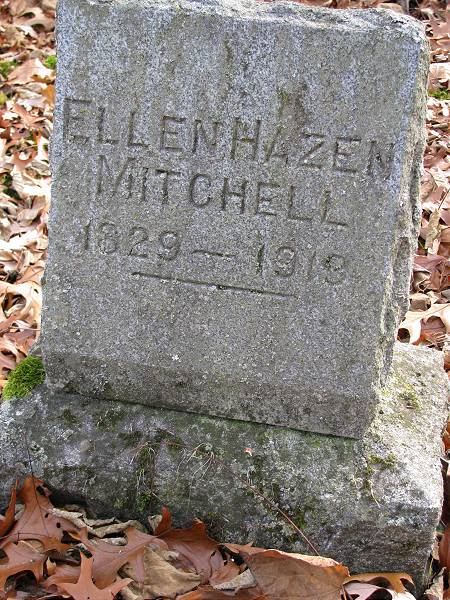 ELLEN HAZEN
MITCHELL
1829 — 1919